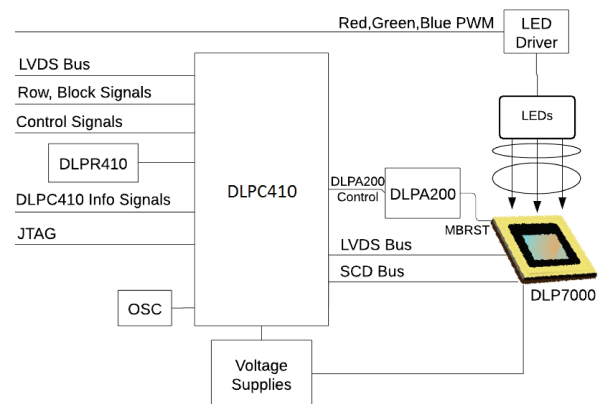 Red,Green,Blue PWM
LED
Driver
LVDS Bus
Row, Block Signals
Control Signals
LEDs
DLPR410
DLPC410
DLPA200
Control
DLPA200
DLPC410 Info Signals
MBRST
JTAG
LVDS Bus
SCD Bus
DLP7000
OSC
Voltage
Supplies